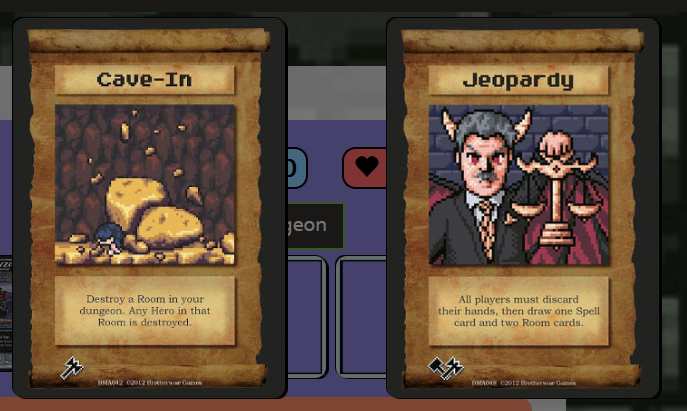 Cave-In
Destroy a Room in your
dungeon. Any Hero in that
Room is destroyed.
BMA042 ©2012 Brotherwise Games
0
geon
Jeopardy
All players must discard
their hands, then draw one Spell
card and two Room cards.
BMA048 ©2012 Brotherwise Games